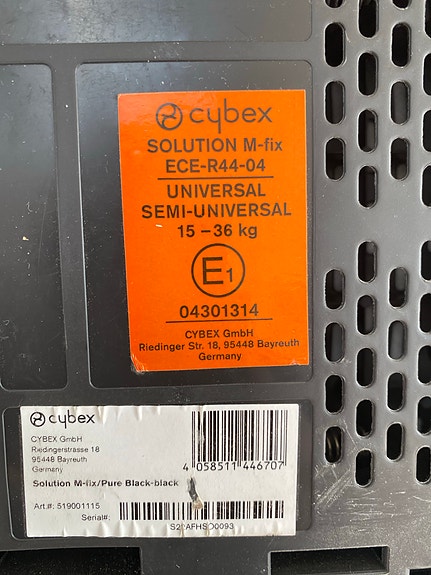 cybex
SOLUTION M-fix
ECE-R44-04
UNIVERSAL
SEMI-UNIVERSAL
15 – 36 kg
E1
04301314
CYBEX GmbH
Riedinger Str. 18, 95448 Bayreuth
Germany
cybex
CYBEX GmbH
Riedingerstrasse 18
95448 Bayreuth
Germany
4 058511 446707
Solution M-fix/Pure Black-black
Art.#: 519001115
Serial#: